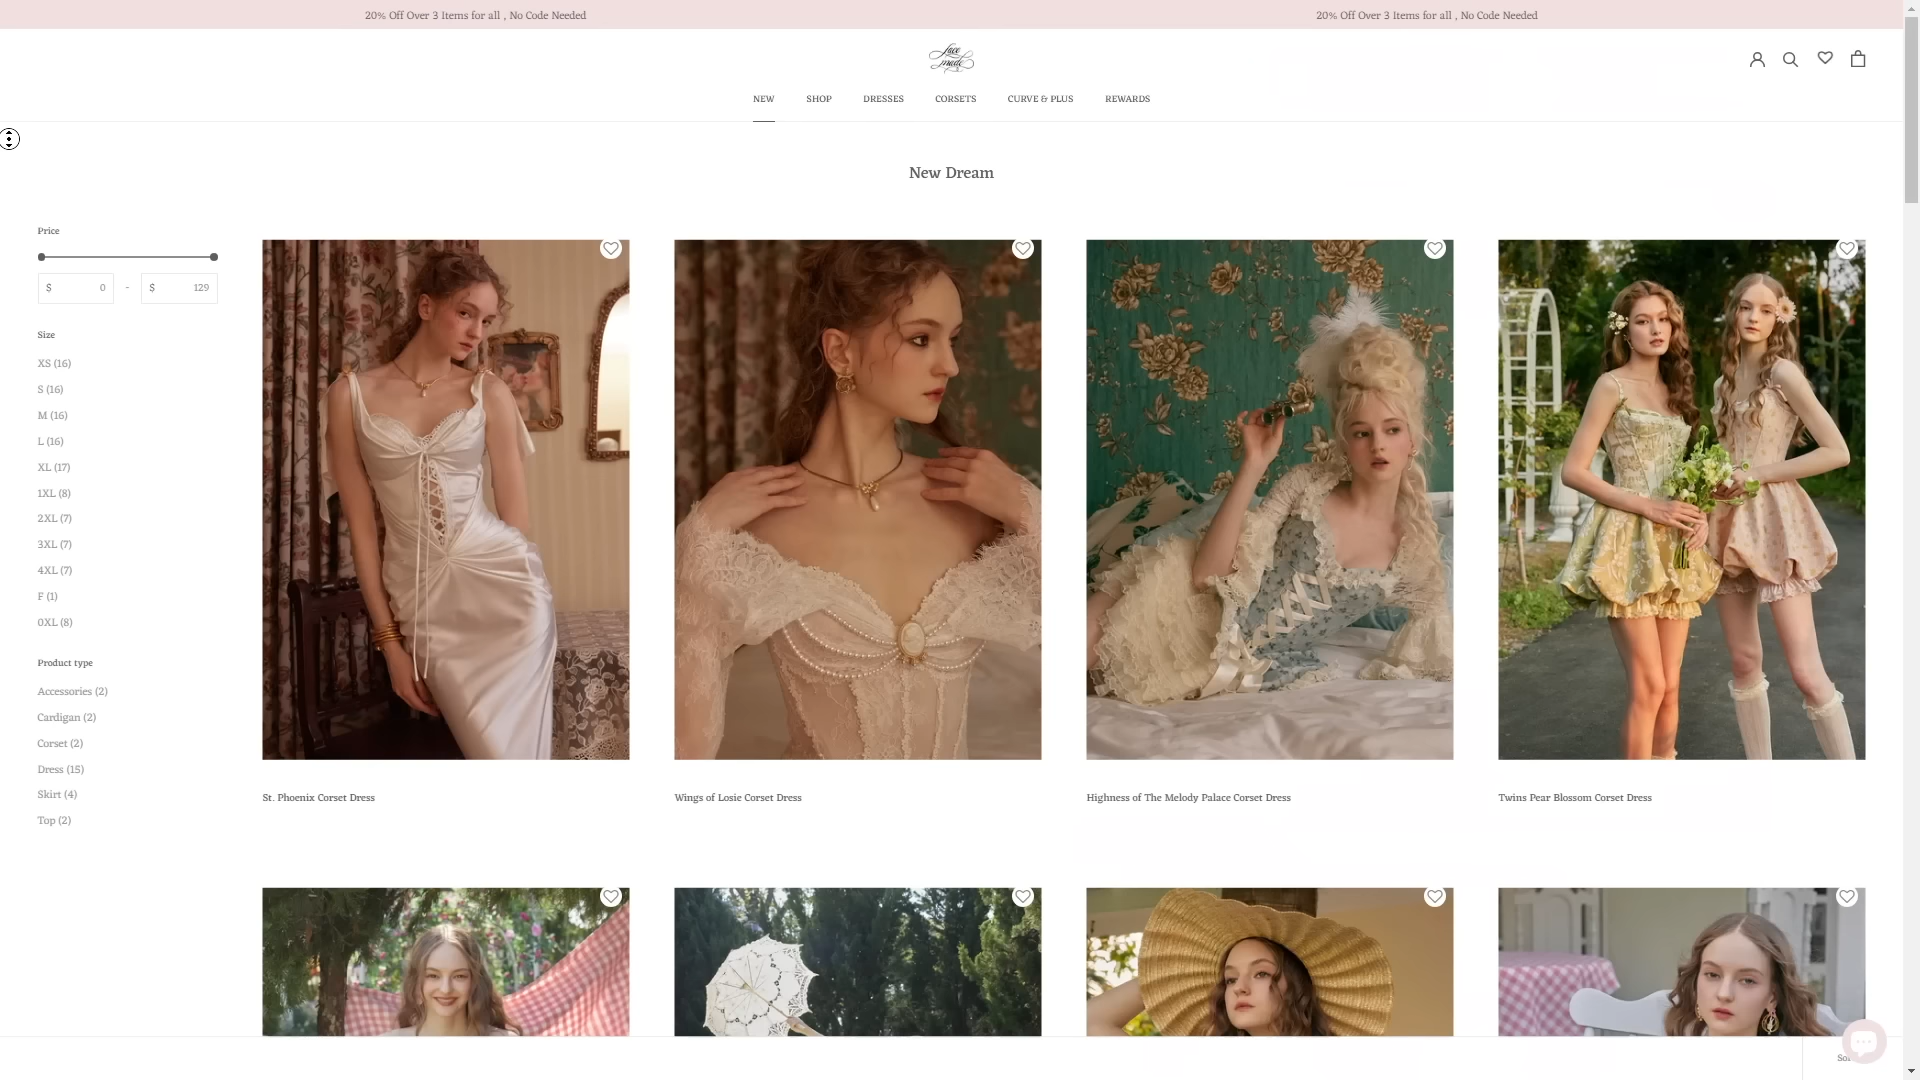 20% Off Over 3 Items for all , No Code Needed
20% Off Over 3 Items for all , No Code Needed
Lace made
NEW
SHOP
DRESSES
CORSETS
CURVE & PLUS
REWARDS
New Dream
Price
$ 0 - $ 129
Size
XS (16)
S (16)
M (16)
L (16)
XL (17)
1XL (8)
2XL (7)
3XL (7)
4XL (7)
F (1)
0XL (8)
Product type
Accessories (2)
Cardigan (2)
Corset (2)
Dress (15)
Skirt (4)
Top (2)
St. Phoenix Corset Dress
Wings of Losie Corset Dress
Highness of The Melody Palace Corset Dress
Twins Pear Blossom Corset Dress